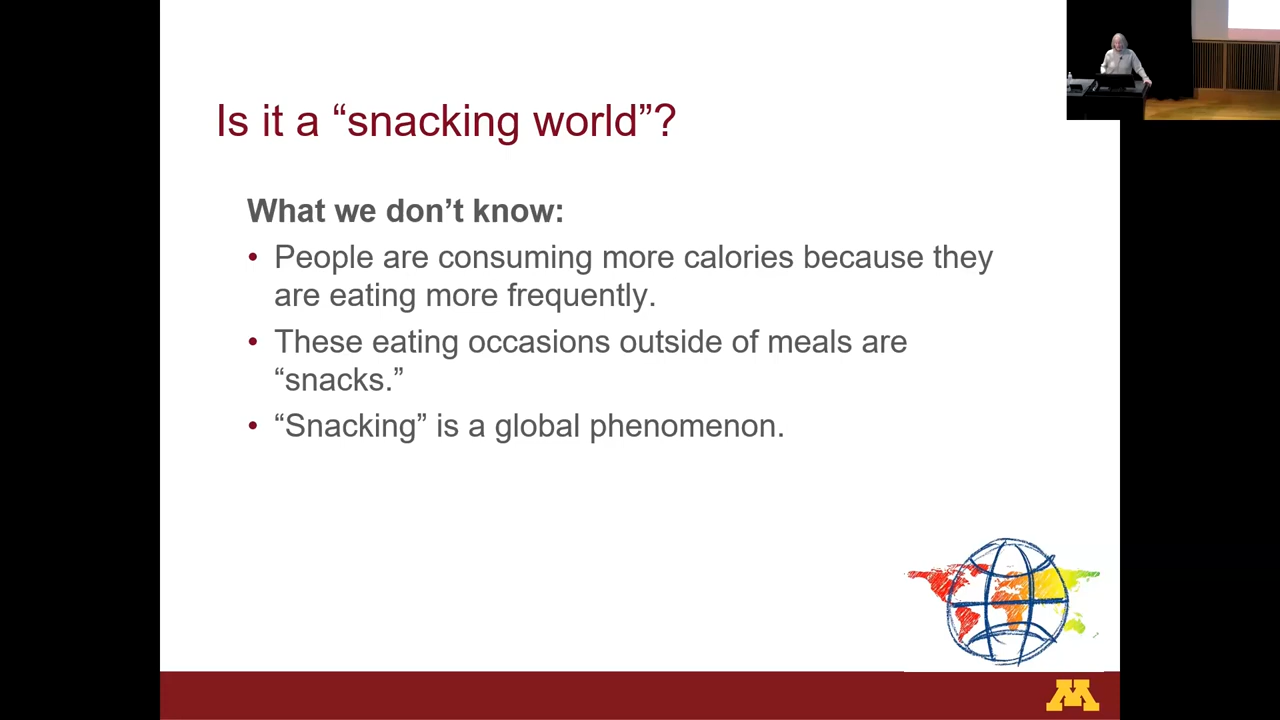 Is it a “snacking world”?
What we don’t know:
• People are consuming more calories because they
are eating more frequently.
• These eating occasions outside of meals are
“snacks.”
• “Snacking” is a global phenomenon.
M